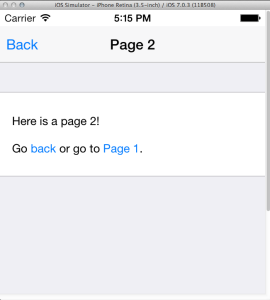 iOS Simulator – iPhone Retina (3.5-inch) / iOS 7.0.3 (11B508)
Carrier 5:15 PM
Back Page 2
Here is a page 2!
Go back or go to Page 1.